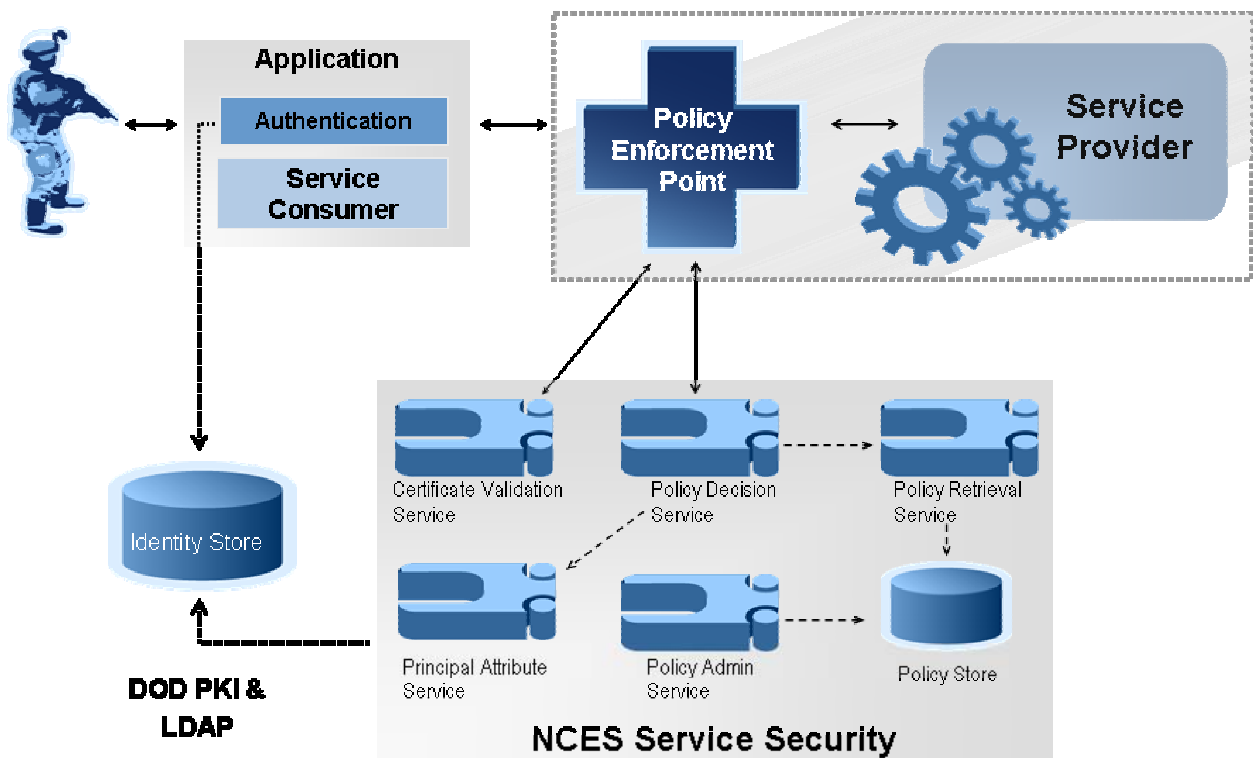 Application
Authentication
Service
Consumer
Policy
Enforcement
Point
Service
Provider
Certificate Validation
Service
Policy Decision
Service
Policy Retrieval
Service
Identity Store
Principal Attribute
Service
Policy Admin
Service
Policy Store
DOD PKI &
LDAP
NCES Service Security